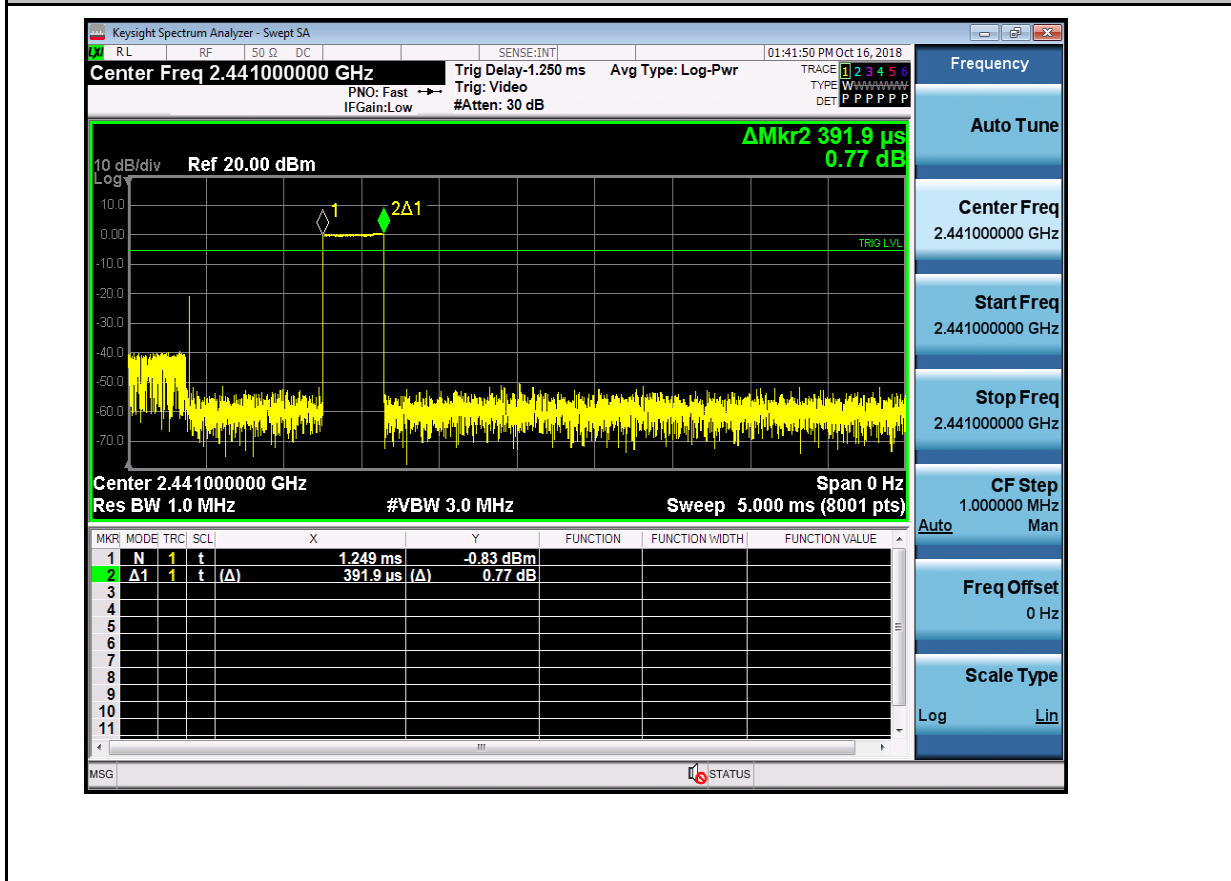 Keysight Spectrum Analyzer - Swept SA
LXI RL RF 50 Ω DC SENSE:INT 01:41:50 PM Oct 16, 2018
Center Freq 2.441000000 GHz
PNO: Fast
IFGain:Low
Trig Delay-1.250 ms
Trig: Video
#Atten: 30 dB
Avg Type: Log-Pwr
TRACE 1 2 3 4 5 6
TYPE WWWWWW
DET P P P P P P
ΔMkr2 391.9 µs
0.77 dB
10 dB/div
Log
Ref 20.00 dBm
10.0
0.00
-10.0
-20.0
-30.0
-40.0
-50.0
-60.0
-70.0
1
2Δ1
TRIG LVL
Center 2.441000000 GHz Span 0 Hz
Res BW 1.0 MHz #VBW 3.0 MHz Sweep 5.000 ms (8001 pts)
MKR MODE TRC SCL X Y FUNCTION FUNCTION WIDTH FUNCTION VALUE
1 N 1 t 1.249 ms -0.83 dBm
2 Δ1 1 t (Δ) 391.9 µs (Δ) 0.77 dB
3
4
5
6
7
8
9
10
11
MSG STATUS
Frequency
Auto Tune
Center Freq
2.441000000 GHz
Start Freq
2.441000000 GHz
Stop Freq
2.441000000 GHz
CF Step
1.000000 MHz
Auto Man
Freq Offset
0 Hz
Scale Type
Log Lin